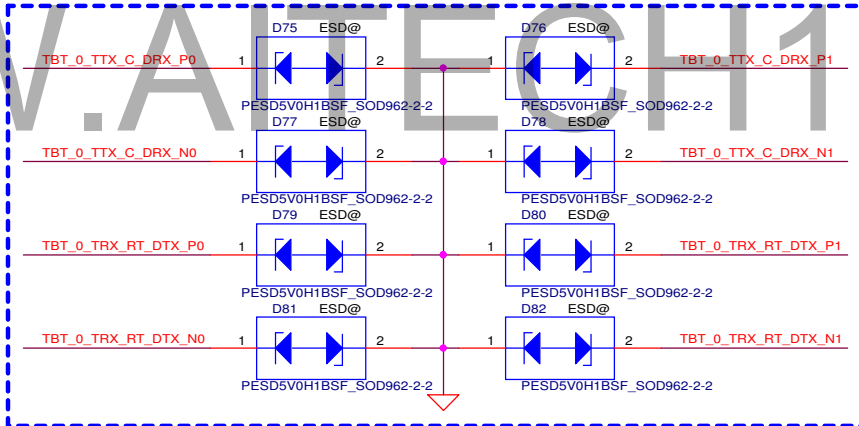 W.AITECH1
D75 ESD@ D76 ESD@
TBT_0_TTX_C_DRX_P0 1 2 1 2 TBT_0_TTX_C_DRX_P1
PESD5V0H1BSF_SOD962-2-2 PESD5V0H1BSF_SOD962-2-2
D77 ESD@ D78 ESD@
TBT_0_TTX_C_DRX_N0 1 2 1 2 TBT_0_TTX_C_DRX_N1
PESD5V0H1BSF_SOD962-2-2 PESD5V0H1BSF_SOD962-2-2
D79 ESD@ D80 ESD@
TBT_0_TRX_RT_DTX_P0 1 2 1 2 TBT_0_TRX_RT_DTX_P1
PESD5V0H1BSF_SOD962-2-2 PESD5V0H1BSF_SOD962-2-2
D81 ESD@ D82 ESD@
TBT_0_TRX_RT_DTX_N0 1 2 1 2 TBT_0_TRX_RT_DTX_N1
PESD5V0H1BSF_SOD962-2-2 PESD5V0H1BSF_SOD962-2-2